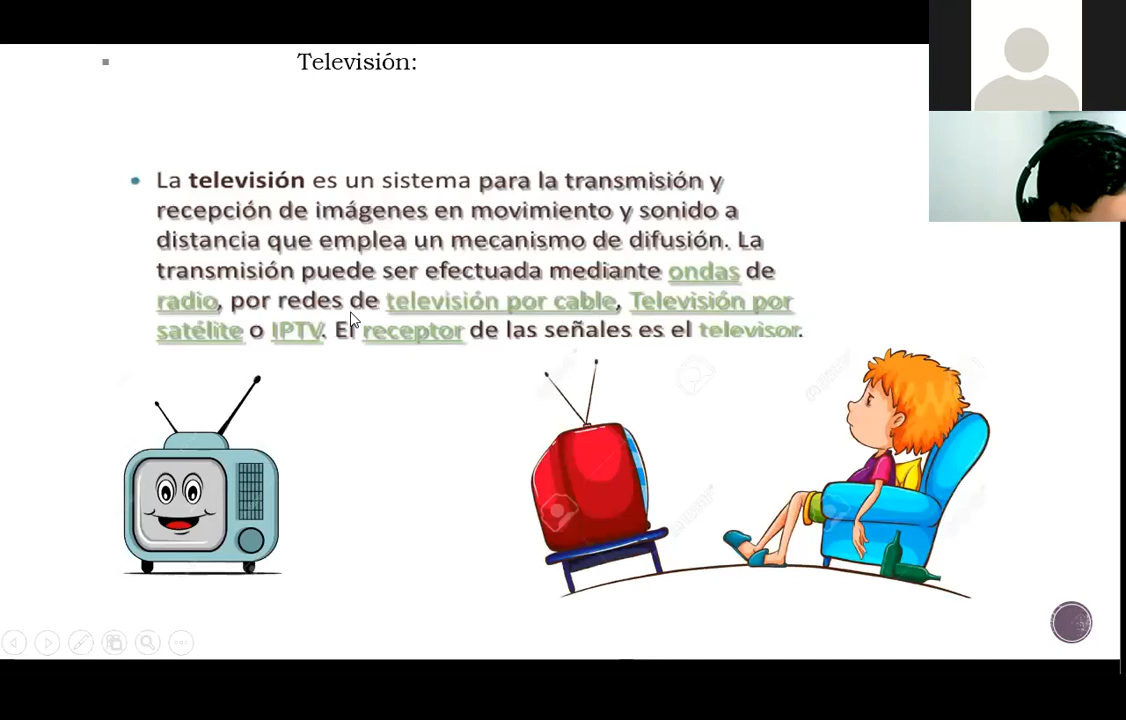 Televisión:
La televisión es un sistema para la transmisión y
recepción de imágenes en movimiento y sonido a
distancia que emplea un mecanismo de difusión. La
transmisión puede ser efectuada mediante ondas de
radio, por redes de televisión por cable, Televisión por
satélite o IPTV. El receptor de las señales es el televisor.